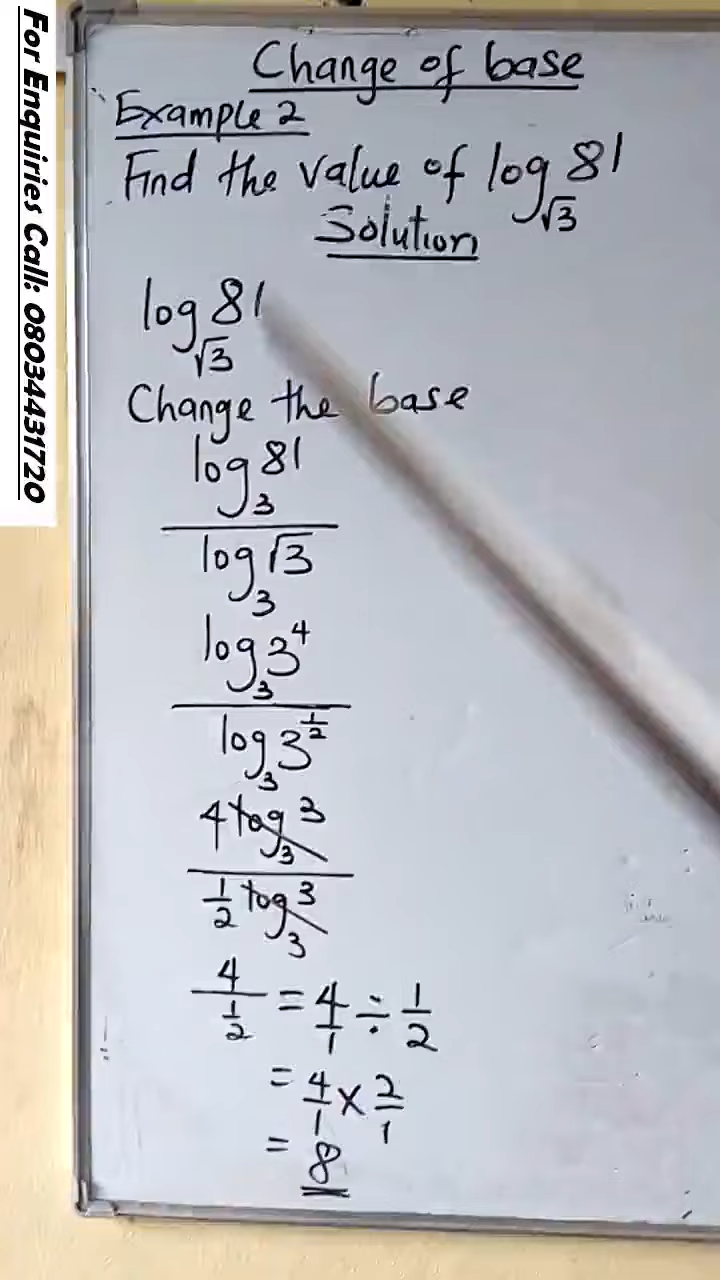 For Enquiries Call: 08034431720
Change of base
Example 2
Find the value of log√3 81
Solution
log√3 81
Change the base
log3 81
log3 √3
log3 3^4
log3 3^1/2
4 log3 3
1/2 log3 3
4/(1/2) = 4/1 ÷ 1/2
= 4/1 × 2/1
= 8